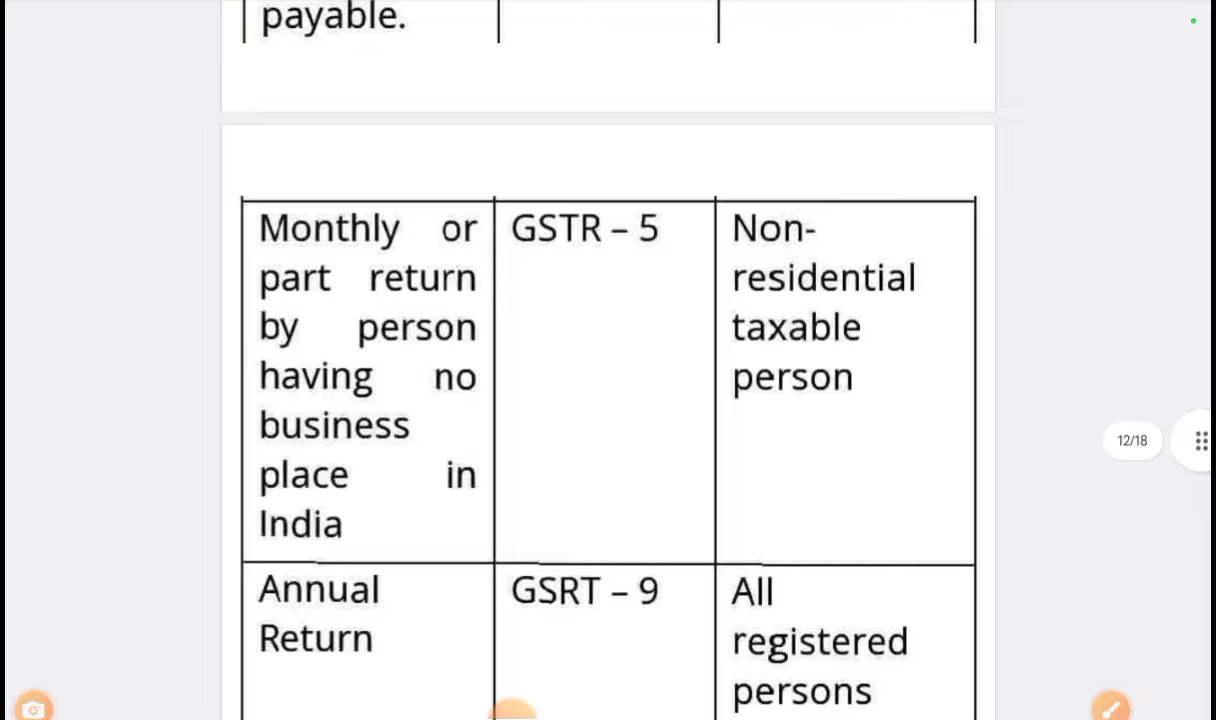 payable.
Monthly or
part return
by person
having no
business
place in
India
GSTR – 5
Non-
residential
taxable
person
12/18
Annual
Return
GSRT – 9
All
registered
persons